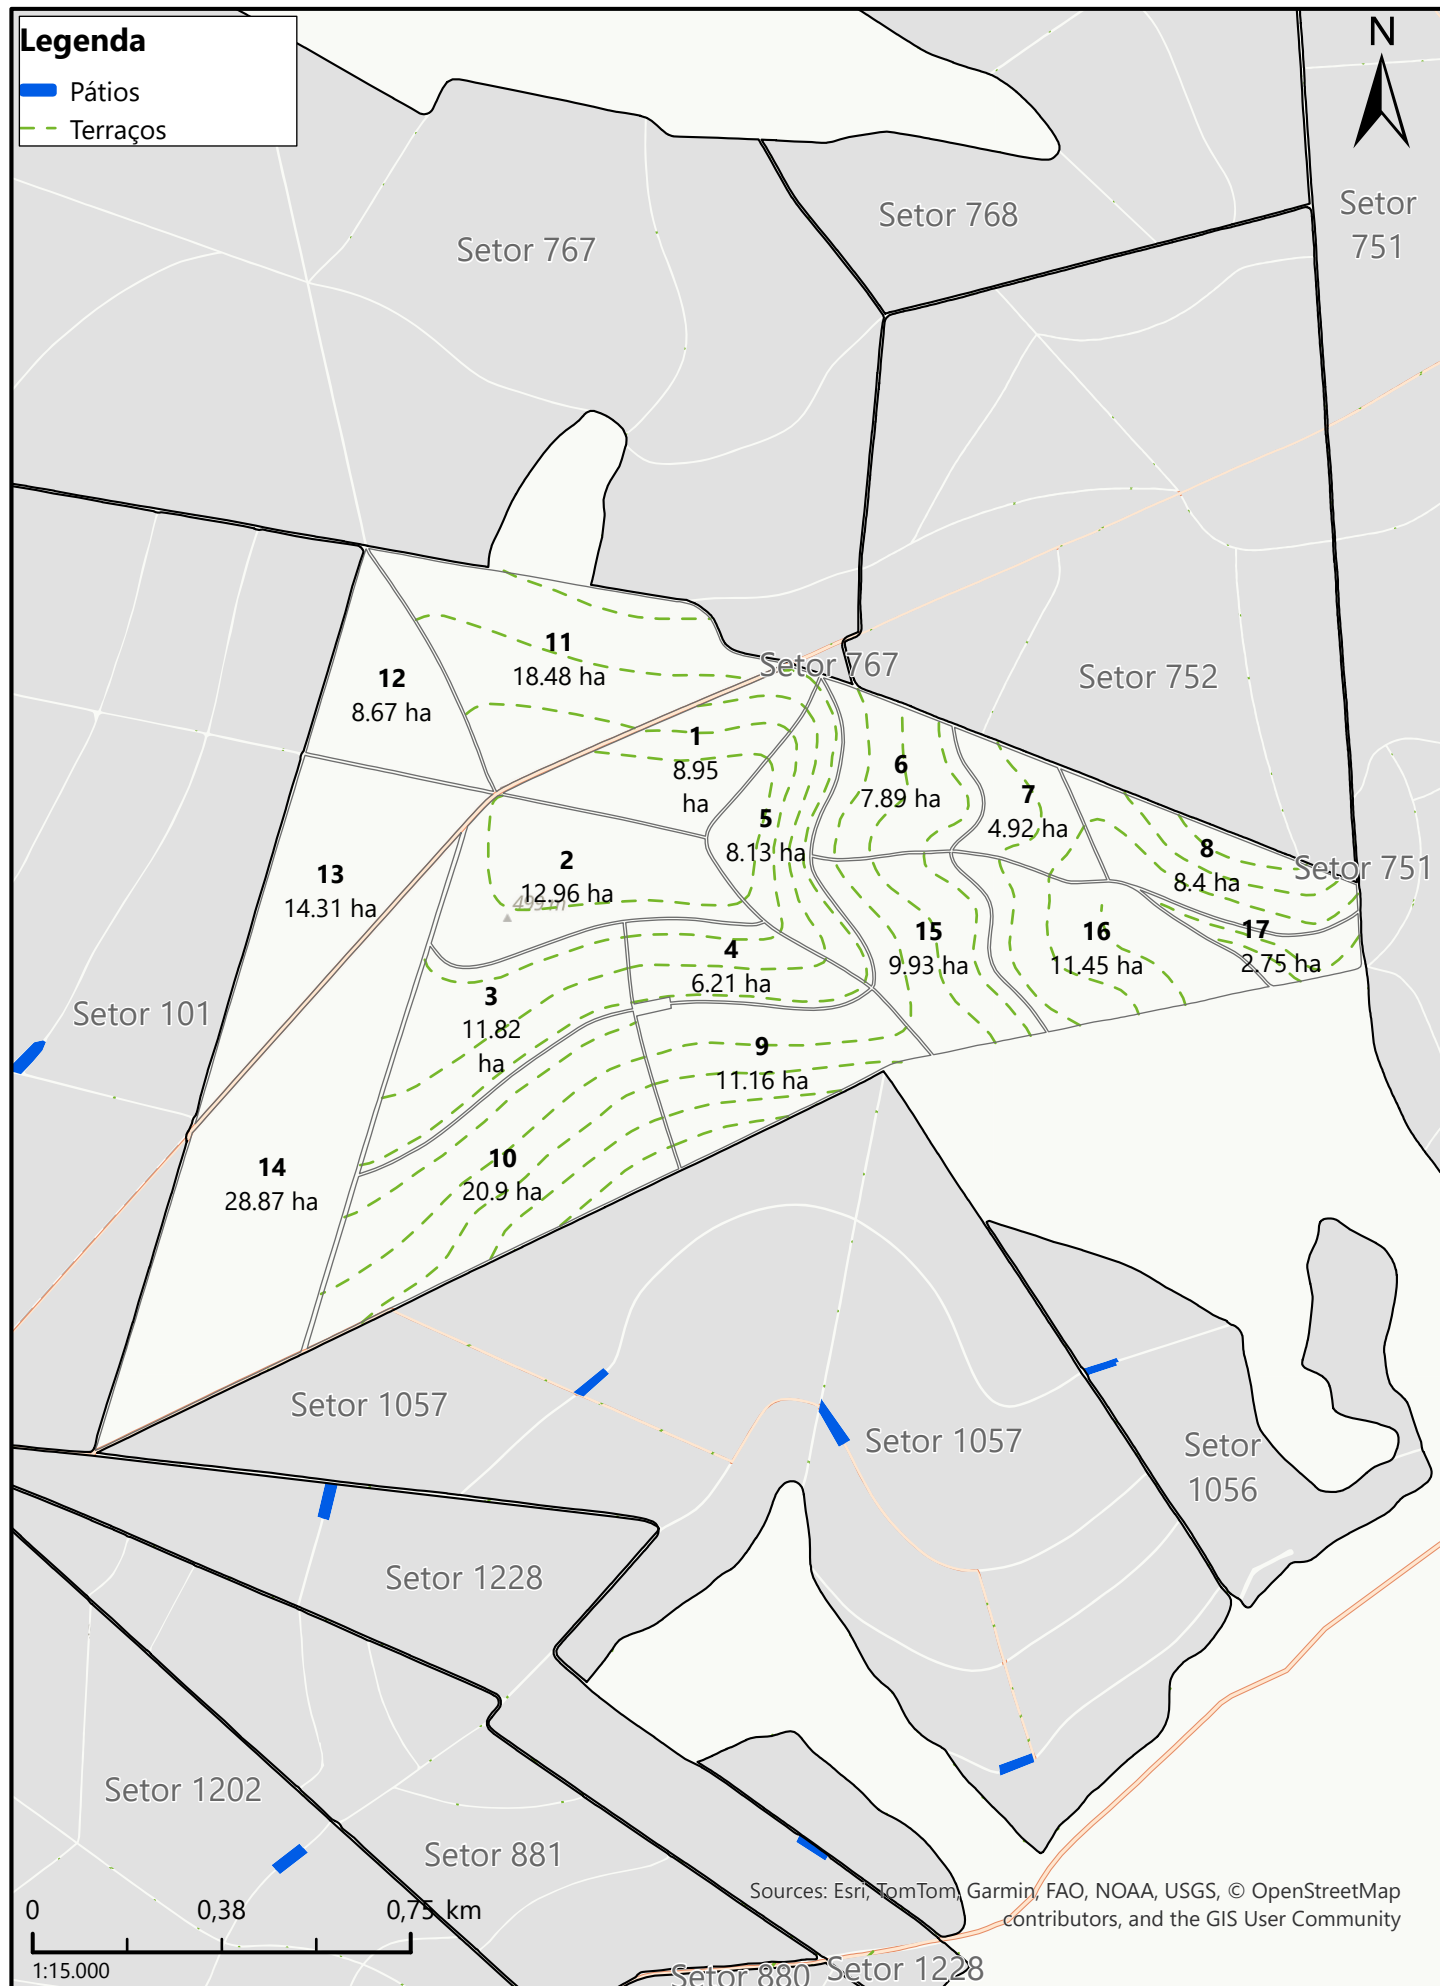 Legenda
Pátios
Terraços
N
Setor 768
Setor
751
Setor 767
11
18.48 ha
12
8.67 ha
Setor 767
Setor 752
1
8.95
ha
6
7.89 ha
7
4.92 ha
5
8.13 ha
8
8.4 ha
Setor 751
2
12.96 ha
499 m
13
14.31 ha
4
6.21 ha
15
9.93 ha
16
11.45 ha
17
2.75 ha
3
11.82
ha
Setor 101
9
11.16 ha
10
20.9 ha
14
28.87 ha
Setor 1057
Setor 1057
Setor
1056
Setor 1228
Setor 1202
Setor 881
Sources: Esri, TomTom, Garmin, FAO, NOAA, USGS, © OpenStreetMap
contributors, and the GIS User Community
0 0,38 0,75 km
1:15.000
Setor 880
Setor 1228